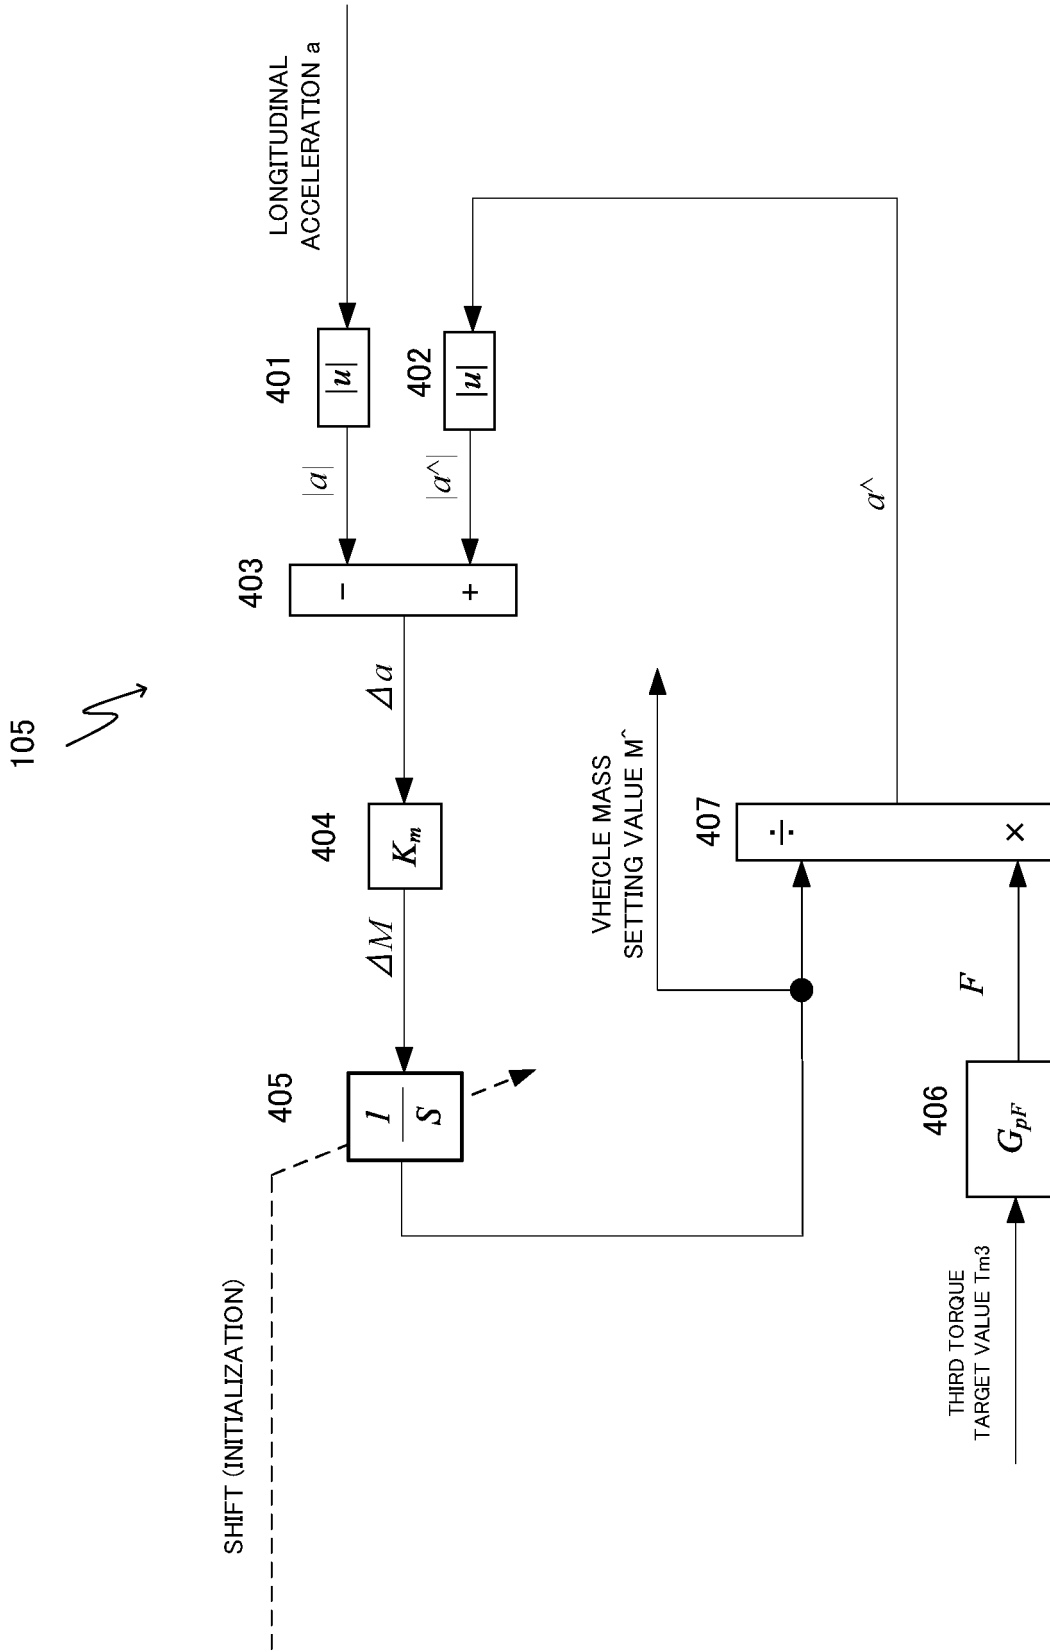 105
SHIFT (INITIALIZATION)
405
1
S
ΔM
404
Km
Δa
403
−
+
|a|
|a^|
401
|u|
402
|u|
LONGITUDINAL
ACCELERATION a
VHEICLE MASS
SETTING VALUE M^
THIRD TORQUE
TARGET VALUE Tm3
406
GpF
F
407
÷
×
a^